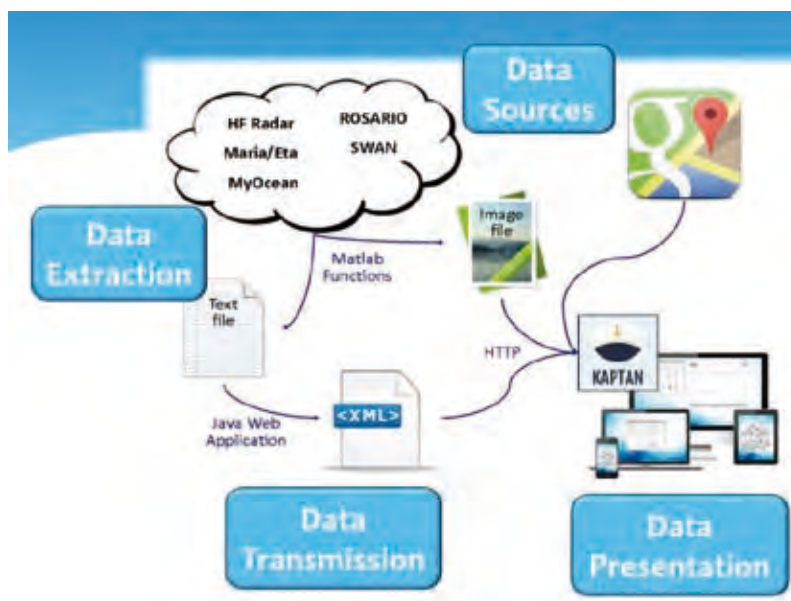 Data
Sources
HF Radar
ROSARIO
Maria/Eta
SWAN
MyOcean
Data
Extraction
Image
file
Matlab
Functions
Text
file
HTTP
KAPTAN
Java Web
Application
<XML>
Data
Transmission
Data
Presentation